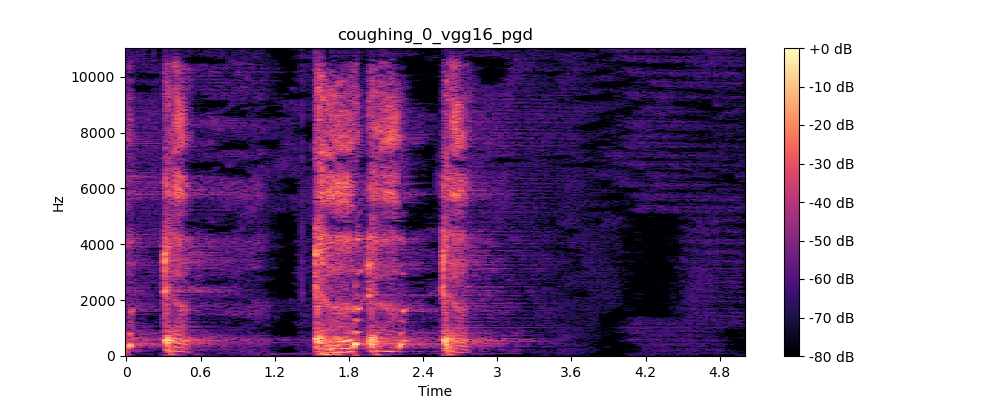 coughing_0_vgg16_pgd
Hz
10000
8000
6000
4000
2000
0
0 0.6 1.2 1.8 2.4 3 3.6 4.2 4.8
Time
+0 dB
-10 dB
-20 dB
-30 dB
-40 dB
-50 dB
-60 dB
-70 dB
-80 dB